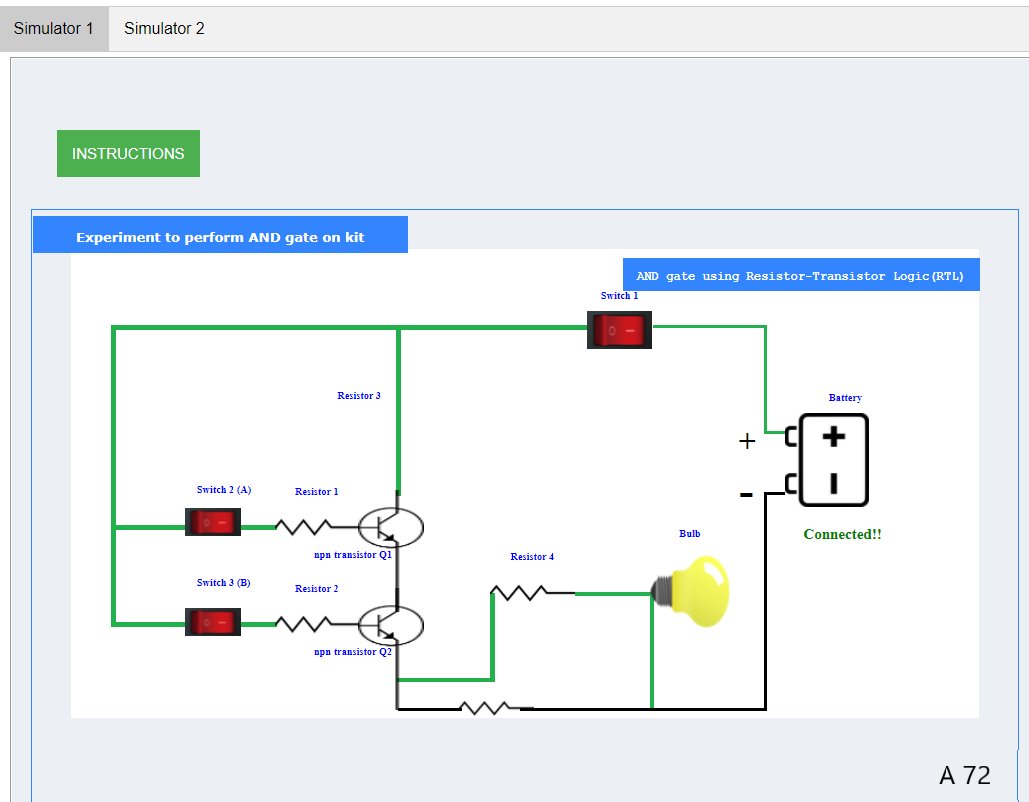 Simulator 1
Simulator 2
INSTRUCTIONS
Experiment to perform AND gate on kit
AND gate using Resistor-Transistor Logic(RTL)
Switch 1
Resistor 3
Battery
+
-
Switch 2 (A)
Resistor 1
npn transistor Q1
Connected!!
Bulb
Resistor 4
Switch 3 (B)
Resistor 2
npn transistor Q2
A 72